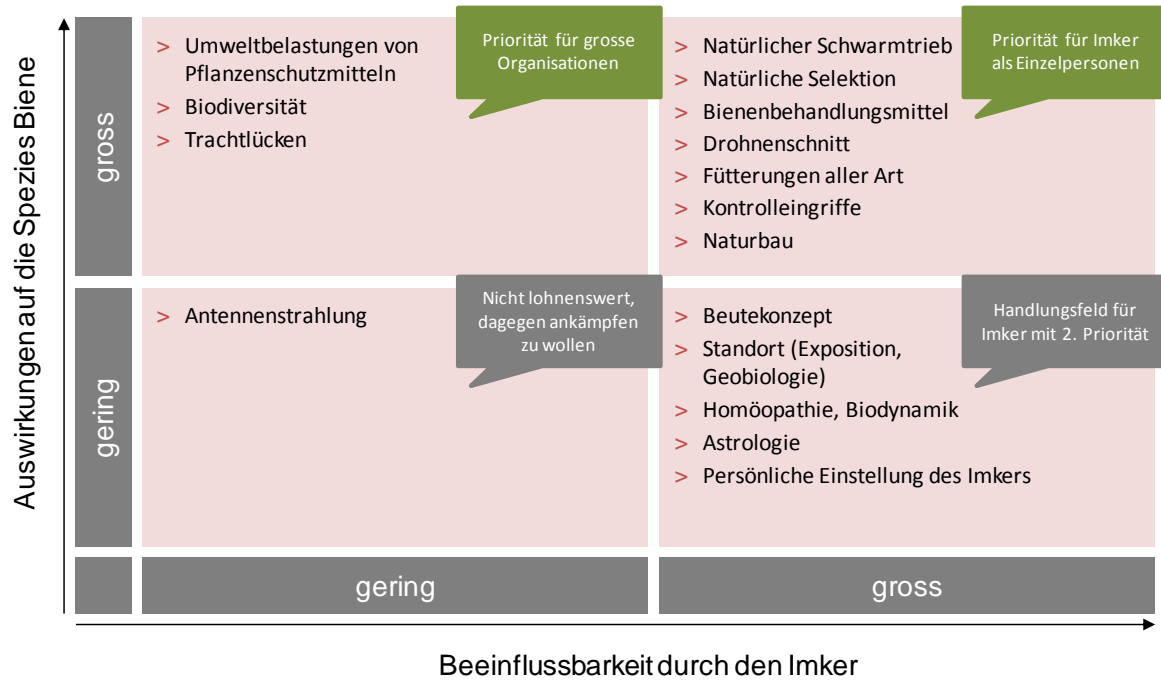 Auswirkungen auf die Spezies Biene
gross
> Umweltbelastungen von
Pflanzenschutzmitteln
> Biodiversität
> Trachtlücken
Priorität für grosse
Organisationen
> Natürlicher Schwarmtrieb
> Natürliche Selektion
> Bienenbehandlungsmittel
> Drohnenschnitt
> Fütterungen aller Art
> Kontrolleingriffe
> Naturbau
Priorität für Imker
als Einzelpersonen
gering
> Antennenstrahlung
Nicht lohnenswert,
dagegen ankämpfen
zu wollen
> Beutekonzept
> Standort (Exposition,
Geobiologie)
> Homöopathie, Biodynamik
> Astrologie
> Persönliche Einstellung des Imkers
Handlungsfeld für
Imker mit 2. Priorität
gering
gross
Beeinflussbarkeit durch den Imker